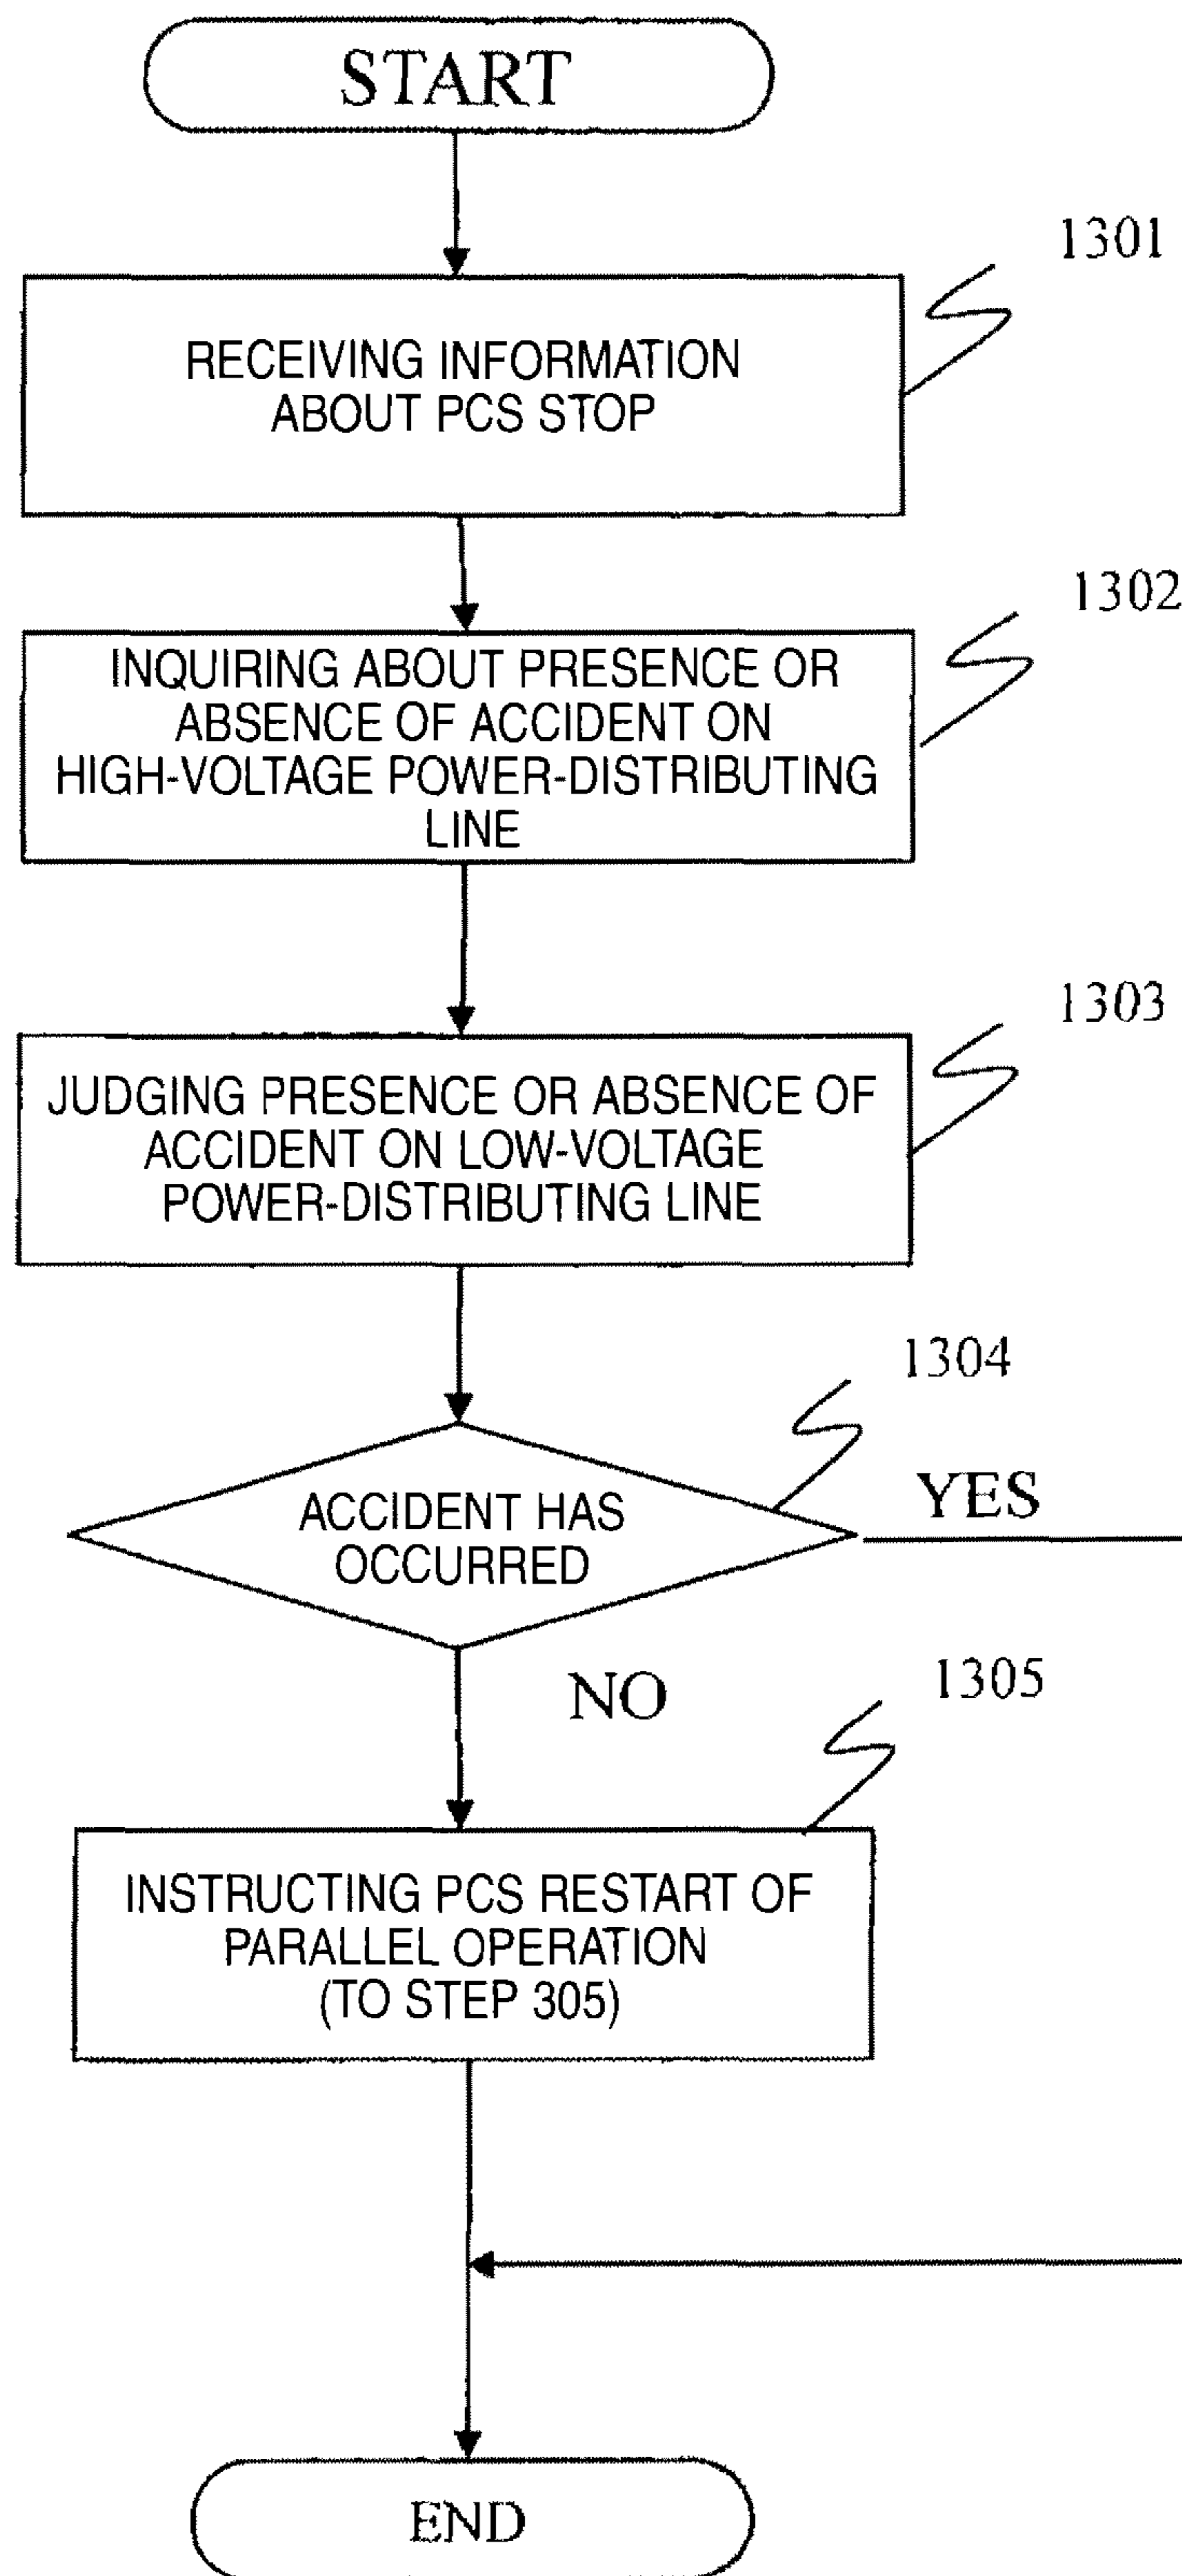 START
1301
RECEIVING INFORMATION
ABOUT PCS STOP
1302
INQUIRING ABOUT PRESENCE OR
ABSENCE OF ACCIDENT ON
HIGH-VOLTAGE POWER-DISTRIBUTING
LINE
1303
JUDGING PRESENCE OR ABSENCE OF
ACCIDENT ON LOW-VOLTAGE
POWER-DISTRIBUTING LINE
1304
ACCIDENT HAS
OCCURRED
YES
NO
1305
INSTRUCTING PCS RESTART OF
PARALLEL OPERATION
(TO STEP 305)
END